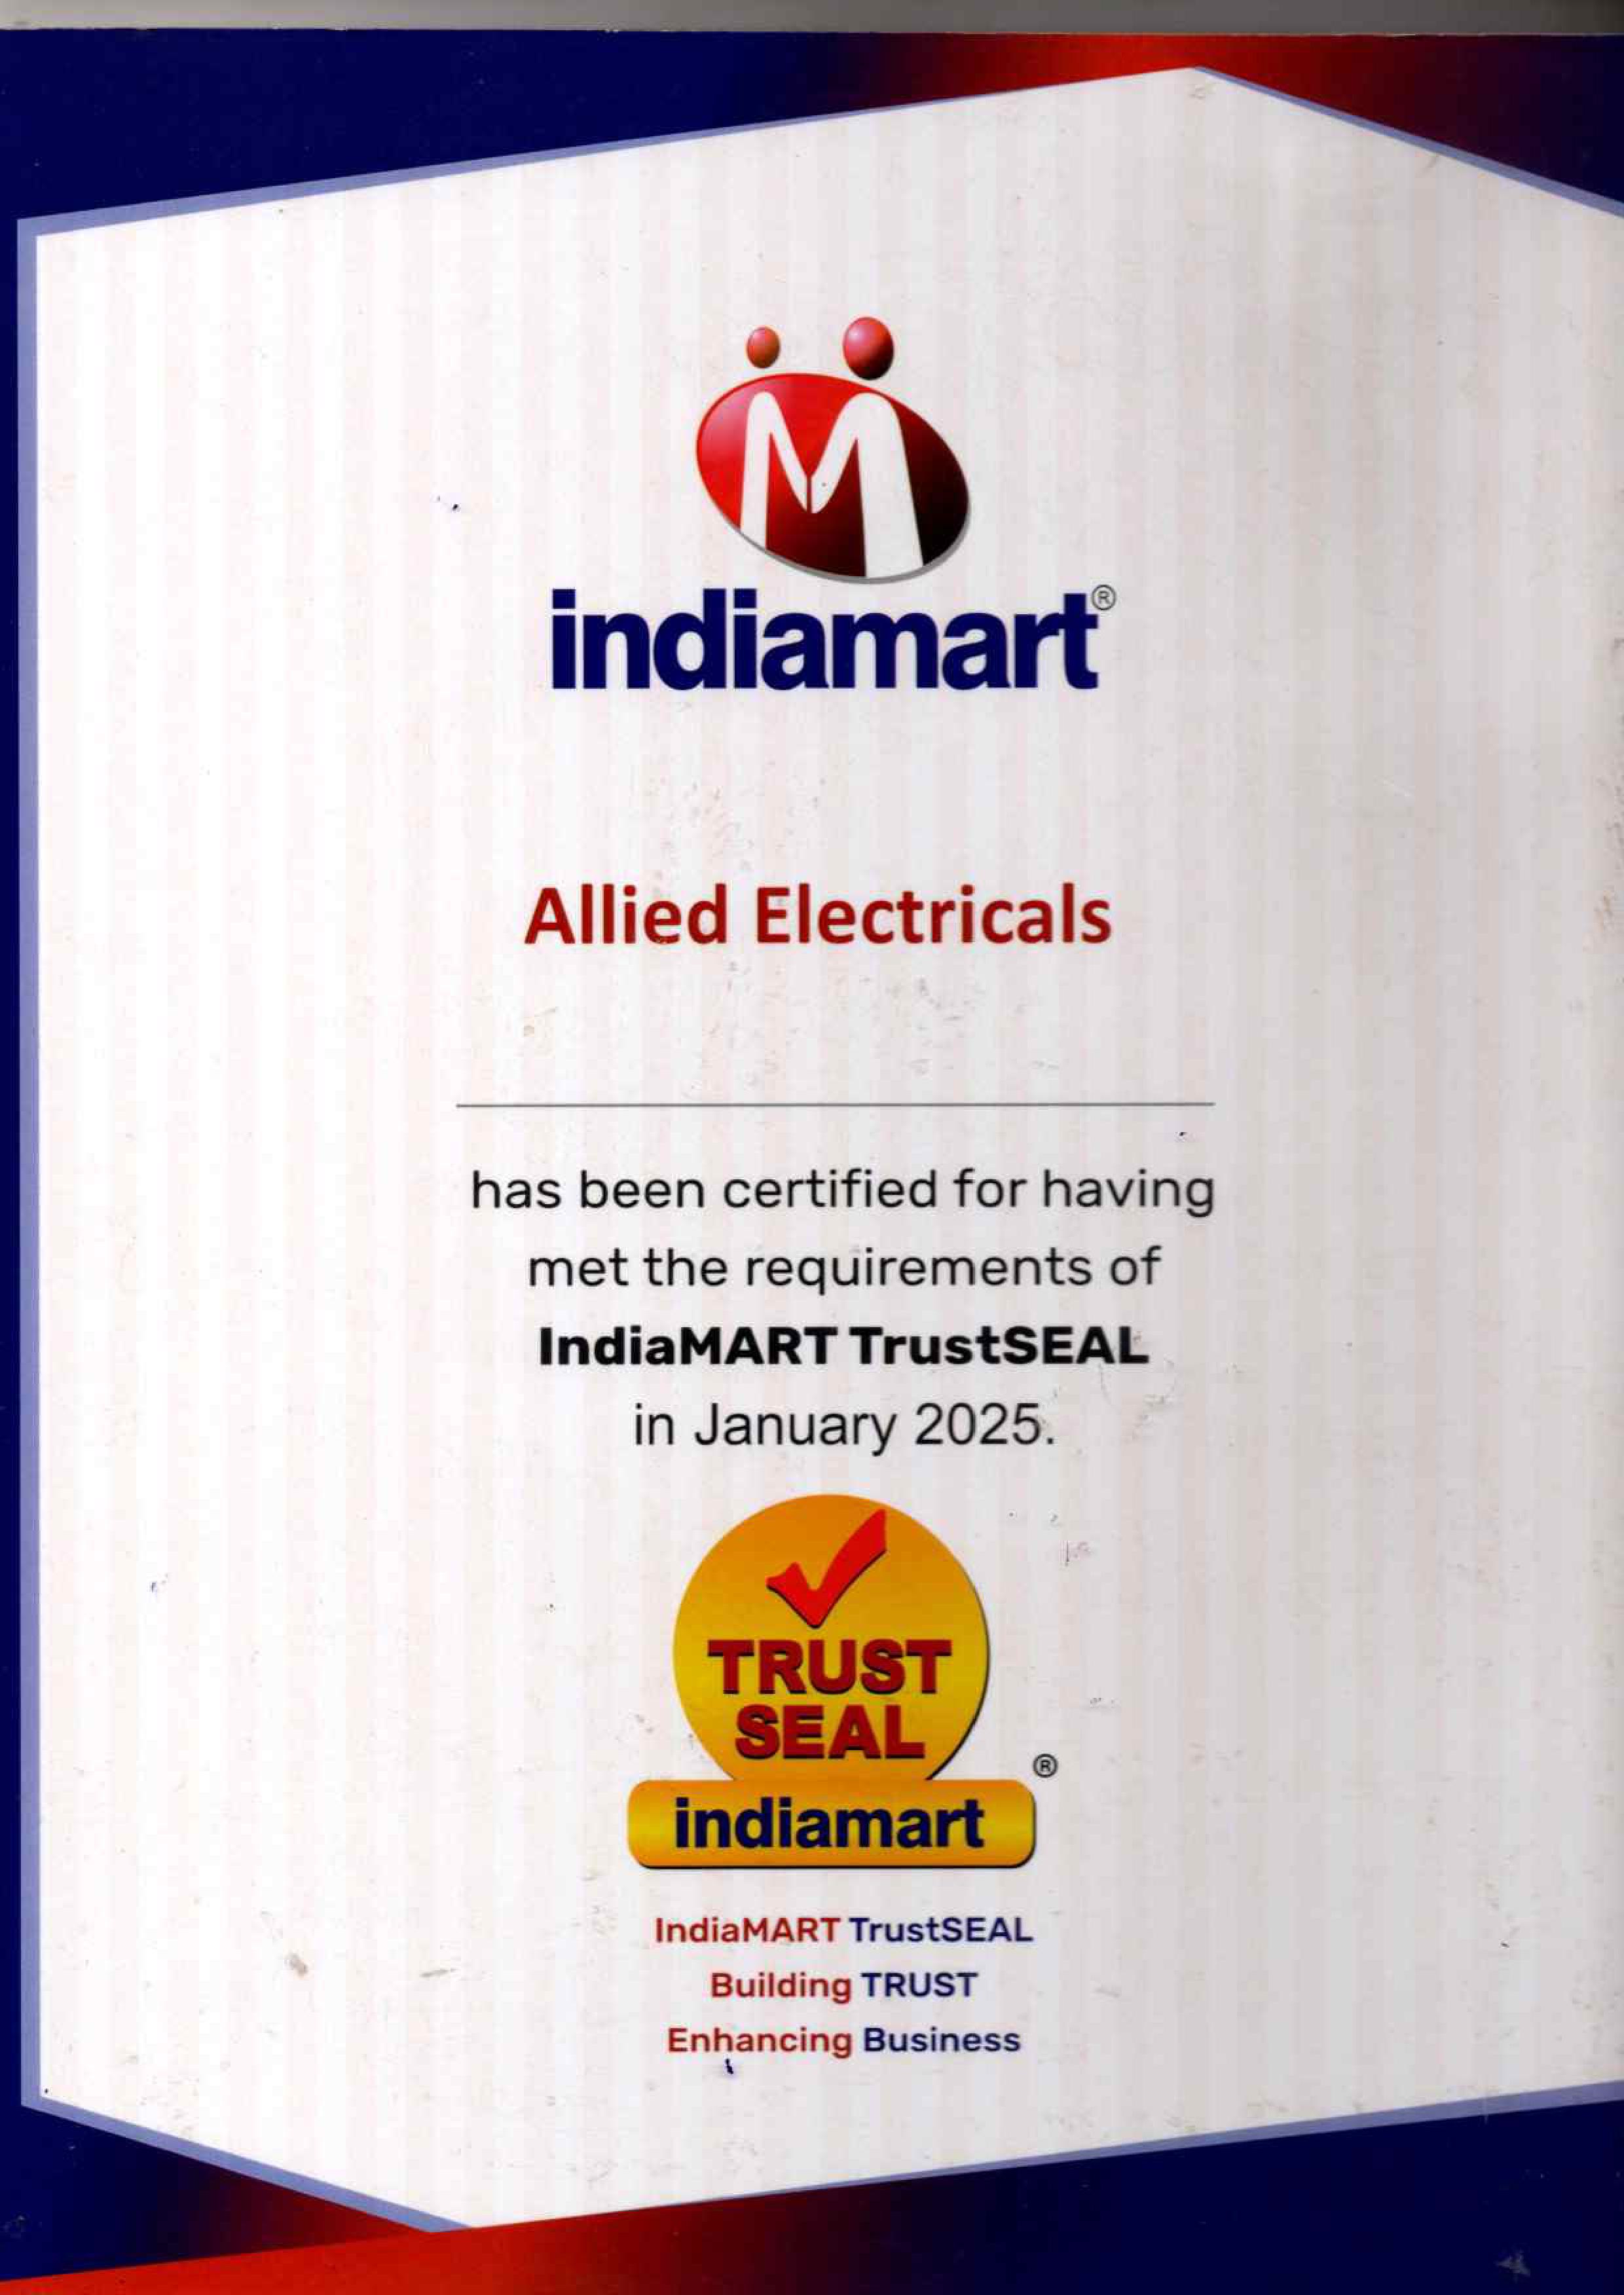 indiamart®
Allied Electricals
has been certified for having
met the requirements of
IndiaMART TrustSEAL
in January 2025.
TRUST
SEAL
®
indiamart
IndiaMART TrustSEAL
Building TRUST
Enhancing Business